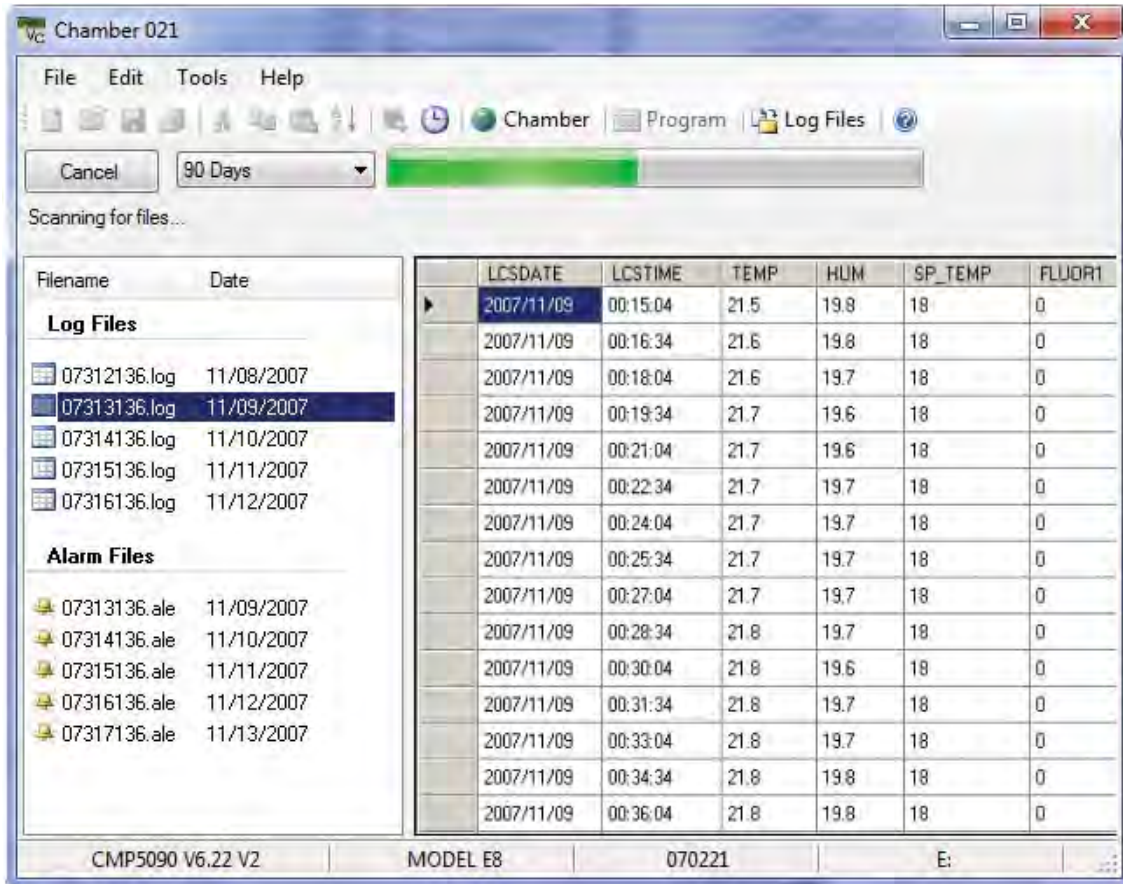 VC Chamber 021
File Edit Tools Help
Chamber Program Log Files
Cancel 90 Days
Scanning for files...
Filename Date
Log Files
07312136.log 11/08/2007
07313136.log 11/09/2007
07314136.log 11/10/2007
07315136.log 11/11/2007
07316136.log 11/12/2007
Alarm Files
07313136.ale 11/09/2007
07314136.ale 11/10/2007
07315136.ale 11/11/2007
07316136.ale 11/12/2007
07317136.ale 11/13/2007
LCSDATE LCSTIME TEMP HUM SP_TEMP FLUOR1
2007/11/09 00:15:04 21.5 19.8 18 0
2007/11/09 00:16:34 21.6 19.8 18 0
2007/11/09 00:18:04 21.6 19.7 18 0
2007/11/09 00:19:34 21.7 19.6 18 0
2007/11/09 00:21:04 21.7 19.6 18 0
2007/11/09 00:22:34 21.7 19.7 18 0
2007/11/09 00:24:04 21.7 19.7 18 0
2007/11/09 00:25:34 21.7 19.7 18 0
2007/11/09 00:27:04 21.7 19.7 18 0
2007/11/09 00:28:34 21.8 19.7 18 0
2007/11/09 00:30:04 21.8 19.6 18 0
2007/11/09 00:31:34 21.8 19.7 18 0
2007/11/09 00:33:04 21.8 19.7 18 0
2007/11/09 00:34:34 21.8 19.8 18 0
2007/11/09 00:36:04 21.8 19.8 18 0
CMP5090 V6.22 V2 MODEL E8 070221 E: